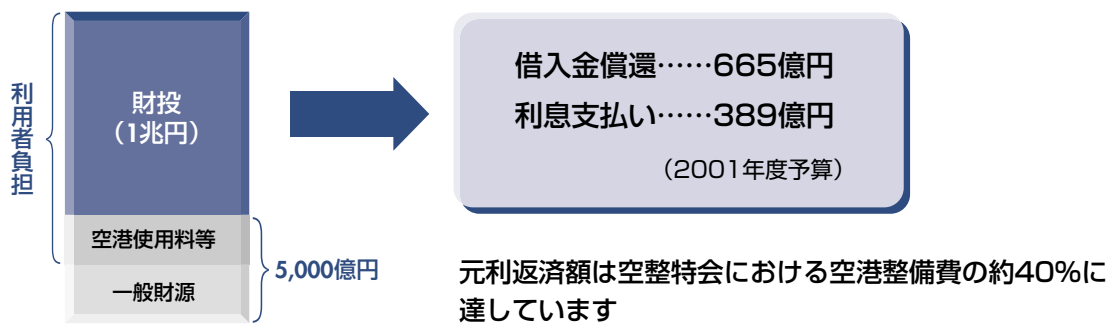 利用者負担
財投
（1兆円）
空港使用料等
一般財源
5,000億円
借入金償還……665億円
利息支払い……389億円
（2001年度予算）
元利返済額は空整特会における空港整備費の約40%に
達しています